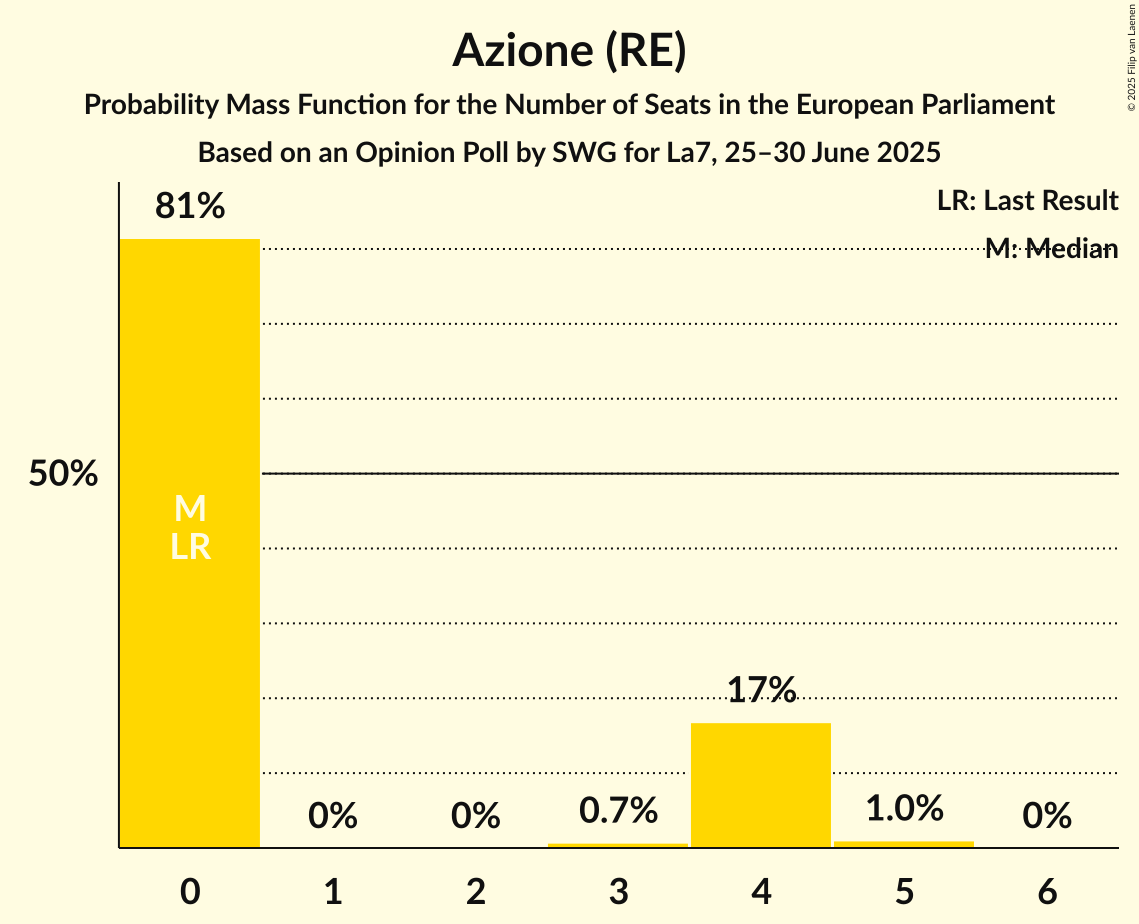 Azione (RE)
Probability Mass Function for the Number of Seats in the European Parliament
Based on an Opinion Poll by SWG for La7, 25–30 June 2025
© 2025 Filip van Laenen
LR: Last Result
M: Median
81%
50%
M
LR
17%
0%
0%
0.7%
1.0%
0%
0
1
2
3
4
5
6